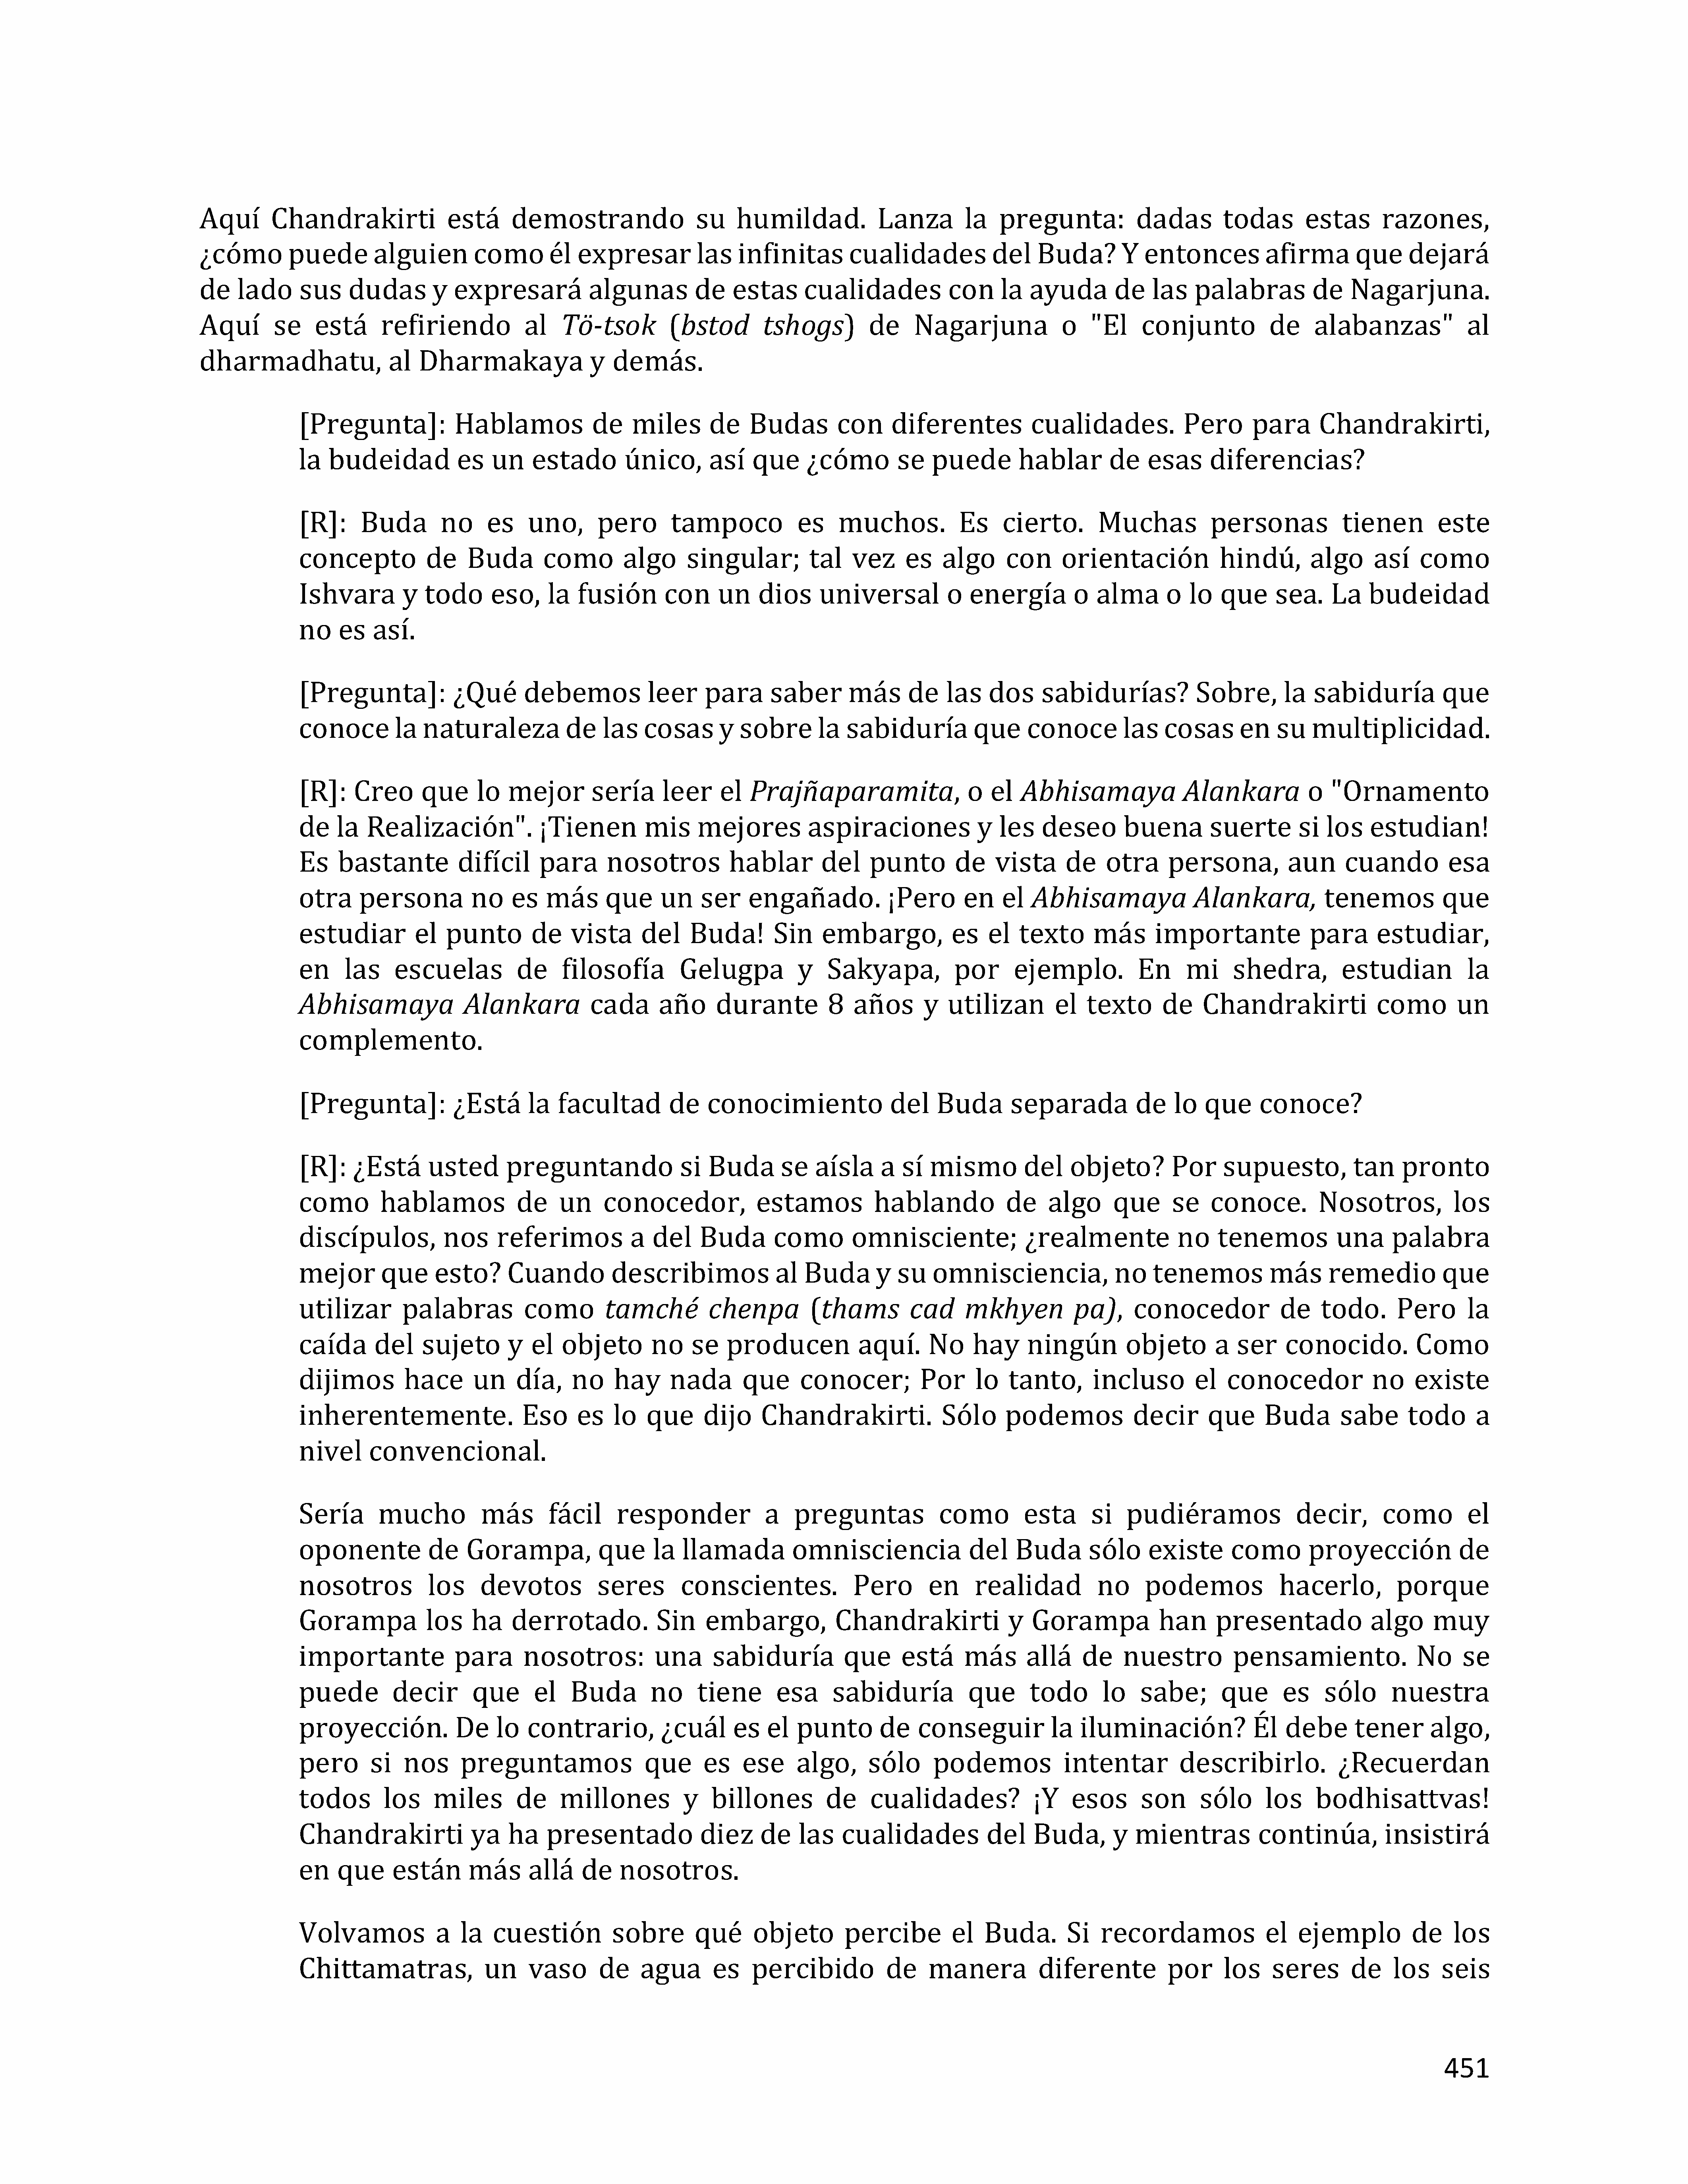 Aquí Chandrakirti está demostrando su humildad. Lanza la pregunta: dadas todas estas razones,
¿cómo puede alguien como él expresar las infinitas cualidades del Buda? Y entonces afirma que dejará
de lado sus dudas y expresará algunas de estas cualidades con la ayuda de las palabras de Nagarjuna.
Aquí se está refiriendo al Tö-tsok (bstod tshogs) de Nagarjuna o "El conjunto de alabanzas" al
dharmadhatu, al Dharmakaya y demás.
[Pregunta]: Hablamos de miles de Budas con diferentes cualidades. Pero para Chandrakirti,
la budeidad es un estado único, así que ¿cómo se puede hablar de esas diferencias?
[R]: Buda no es uno, pero tampoco es muchos. Es cierto. Muchas personas tienen este
concepto de Buda como algo singular; tal vez es algo con orientación hindú, algo así como
Ishvara y todo eso, la fusión con un dios universal o energía o alma o lo que sea. La budeidad
no es así.
[Pregunta]: ¿Qué debemos leer para saber más de las dos sabidurías? Sobre, la sabiduría que
conoce la naturaleza de las cosas y sobre la sabiduría que conoce las cosas en su multiplicidad.
[R]: Creo que lo mejor sería leer el Prajñaparamita, o el Abhisamaya Alankara o "Ornamento
de la Realización". ¡Tienen mis mejores aspiraciones y les deseo buena suerte si los estudian!
Es bastante difícil para nosotros hablar del punto de vista de otra persona, aun cuando esa
otra persona no es más que un ser engañado. ¡Pero en el Abhisamaya Alankara, tenemos que
estudiar el punto de vista del Buda! Sin embargo, es el texto más importante para estudiar,
en las escuelas de filosofía Gelugpa y Sakyapa, por ejemplo. En mi shedra, estudian la
Abhisamaya Alankara cada año durante 8 años y utilizan el texto de Chandrakirti como un
complemento.
[Pregunta]: ¿Está la facultad de conocimiento del Buda separada de lo que conoce?
[R]: ¿Está usted preguntando si Buda se aísla a sí mismo del objeto? Por supuesto, tan pronto
como hablamos de un conocedor, estamos hablando de algo que se conoce. Nosotros, los
discípulos, nos referimos a del Buda como omnisciente; ¿realmente no tenemos una palabra
mejor que esto? Cuando describimos al Buda y su omnisciencia, no tenemos más remedio que
utilizar palabras como tamché chenpa (thams cad mkhyen pa), conocedor de todo. Pero la
caída del sujeto y el objeto no se producen aquí. No hay ningún objeto a ser conocido. Como
dijimos hace un día, no hay nada que conocer; Por lo tanto, incluso el conocedor no existe
inherentemente. Eso es lo que dijo Chandrakirti. Sólo podemos decir que Buda sabe todo a
nivel convencional.
Sería mucho más fácil responder a preguntas como esta si pudiéramos decir, como el
oponente de Gorampa, que la llamada omnisciencia del Buda sólo existe como proyección de
nosotros los devotos seres conscientes. Pero en realidad no podemos hacerlo, porque
Gorampa los ha derrotado. Sin embargo, Chandrakirti y Gorampa han presentado algo muy
importante para nosotros: una sabiduría que está más allá de nuestro pensamiento. No se
puede decir que el Buda no tiene esa sabiduría que todo lo sabe; que es sólo nuestra
proyección. De lo contrario, ¿cuál es el punto de conseguir la iluminación? Él debe tener algo,
pero si nos preguntamos que es ese algo, sólo podemos intentar describirlo. ¿Recuerdan
todos los miles de millones y billones de cualidades? ¡Y esos son sólo los bodhisattvas!
Chandrakirti ya ha presentado diez de las cualidades del Buda, y mientras continúa, insistirá
en que están más allá de nosotros.
Volvamos a la cuestión sobre qué objeto percibe el Buda. Si recordamos el ejemplo de los
Chittamatras, un vaso de agua es percibido de manera diferente por los seres de los seis
451